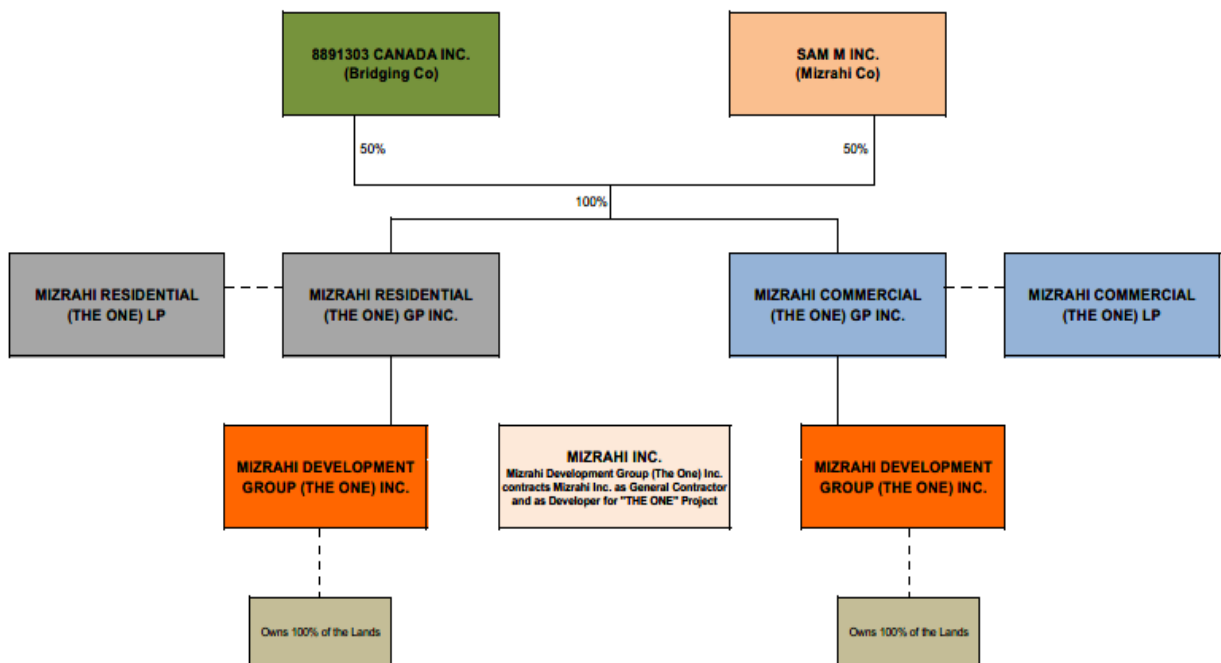 8891303 CANADA INC.
(Bridging Co)
SAM M INC.
(Mizrahi Co)
50%
50%
100%
MIZRAHI RESIDENTIAL
(THE ONE) LP
MIZRAHI RESIDENTIAL
(THE ONE) GP INC.
MIZRAHI COMMERCIAL
(THE ONE) GP INC.
MIZRAHI COMMERCIAL
(THE ONE) LP
MIZRAHI DEVELOPMENT
GROUP (THE ONE) INC.
MIZRAHI INC.
Mizrahi Development Group (The One) Inc.
contracts Mizrahi Inc. as General Contractor
and as Developer for "THE ONE" Project
MIZRAHI DEVELOPMENT
GROUP (THE ONE) INC.
Owns 100% of the Lands
Owns 100% of the Lands